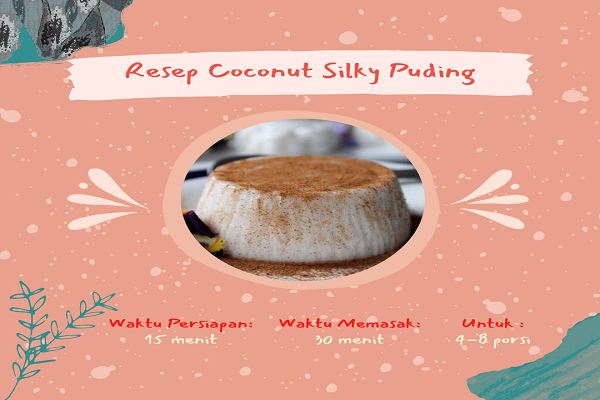 Resep Coconut Silky Puding
Waktu Persiapan: Waktu Memasak: Untuk :
15 menit 30 menit 4-8 porsi